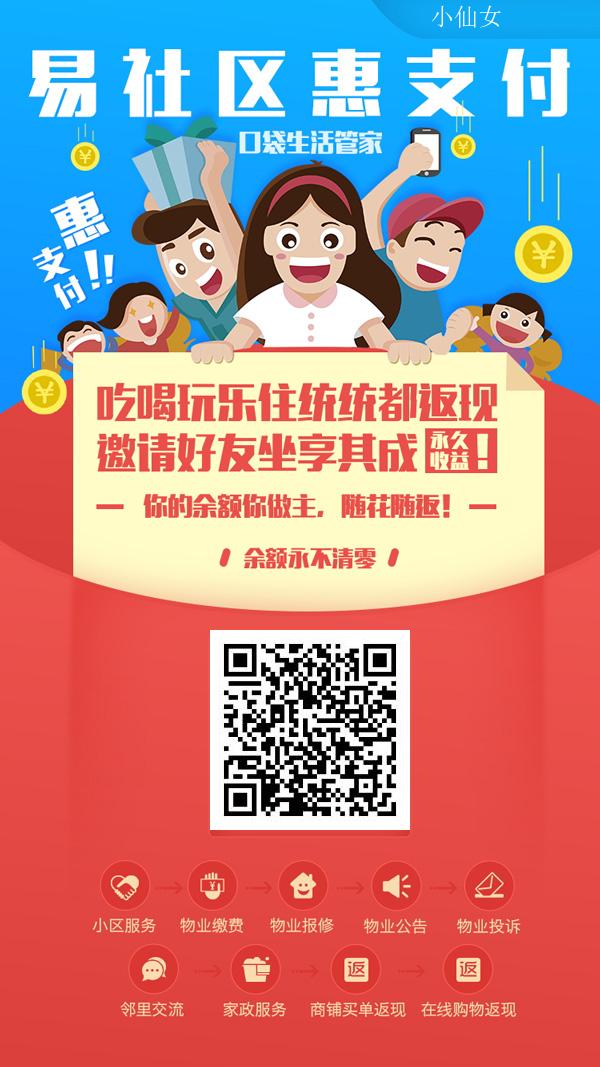 小仙女
易社区惠支付
口袋生活管家
惠
支付!!
吃喝玩乐住统统都返现
邀请好友坐享其成 永久收益！
你的余额你做主，随花随返！
余额永不清零
小区服务 物业缴费 物业报修 物业公告 物业投诉
返 返
邻里交流 家政服务 商铺买单返现 在线购物返现